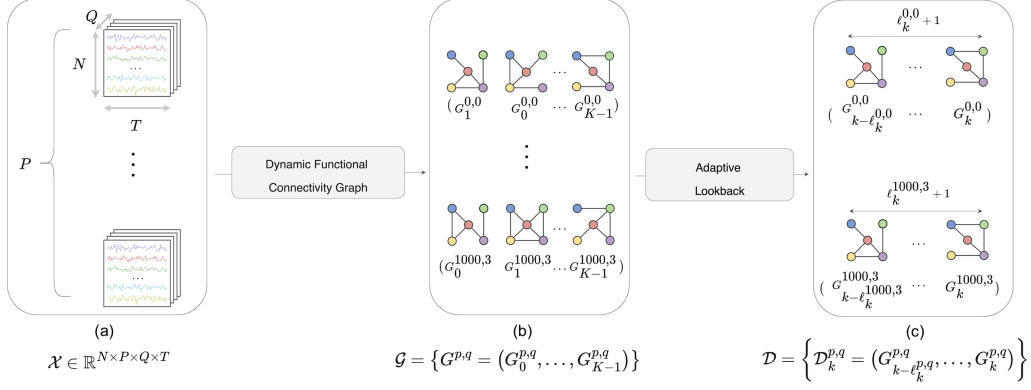 Q
N
...
T
P
...
Dynamic Functional
Connectivity Graph
... 
(G_1^{0,0} G_0^{0,0} ... G_{K-1}^{0,0})
...
(G_0^{1000,3} G_1^{1000,3} ... G_{K-1}^{1000,3})
Adaptive
Lookback
ℓ_k^{0,0} + 1
...
(G_{k-ℓ_k^{0,0}}^{0,0} ... G_k^{0,0})
ℓ_k^{1000,3} + 1
...
(G_{k-ℓ_k^{1000,3}}^{1000,3} ... G_k^{1000,3})
(a)
(b)
(c)
𝒳 ∈ ℝ^{N×P×Q×T}
𝒢 = {G^{p,q} = (G_0^{p,q}, ..., G_{K-1}^{p,q})}
𝒟 = {𝒟_k^{p,q} = (G_{k-ℓ_k^{p,q}}^{p,q}, ..., G_k^{p,q})}